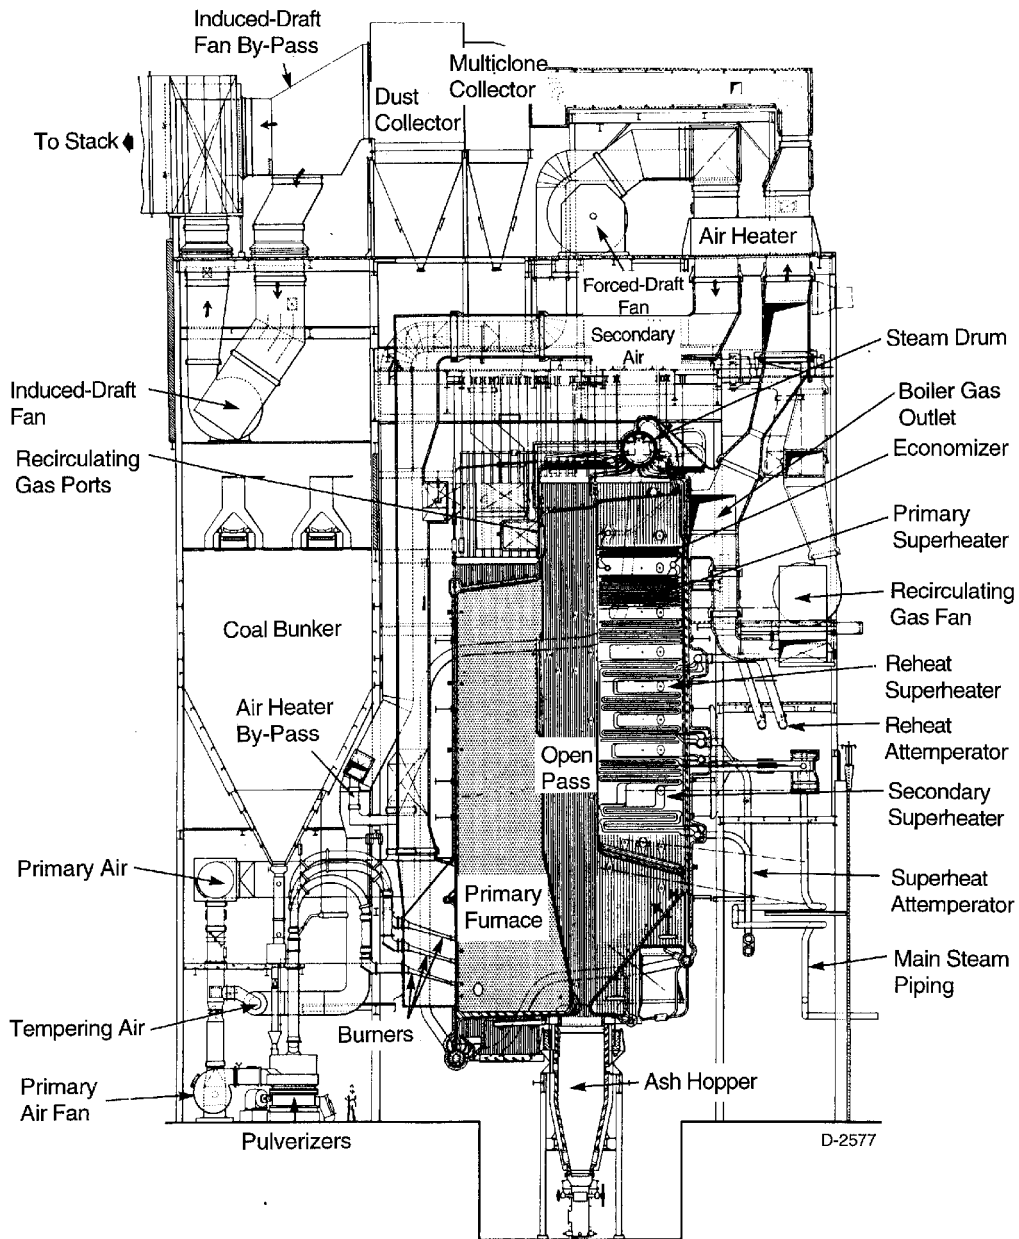 Induced-Draft
Fan By-Pass
Multiclone
Collector
Dust
Collector
To Stack
Air Heater
Forced-Draft
Fan
Secondary
Air
Steam Drum
Induced-Draft
Fan
Boiler Gas
Outlet
Recirculating
Gas Ports
Economizer
Primary
Superheater
Coal Bunker
Recirculating
Gas Fan
Reheat
Superheater
Air Heater
By-Pass
Reheat
Attemperator
Open
Pass
Secondary
Superheater
Primary Air
Primary
Furnace
Superheat
Attemperator
Main Steam
Piping
Tempering Air
Burners
Primary
Air Fan
Ash Hopper
Pulverizers
D-2577